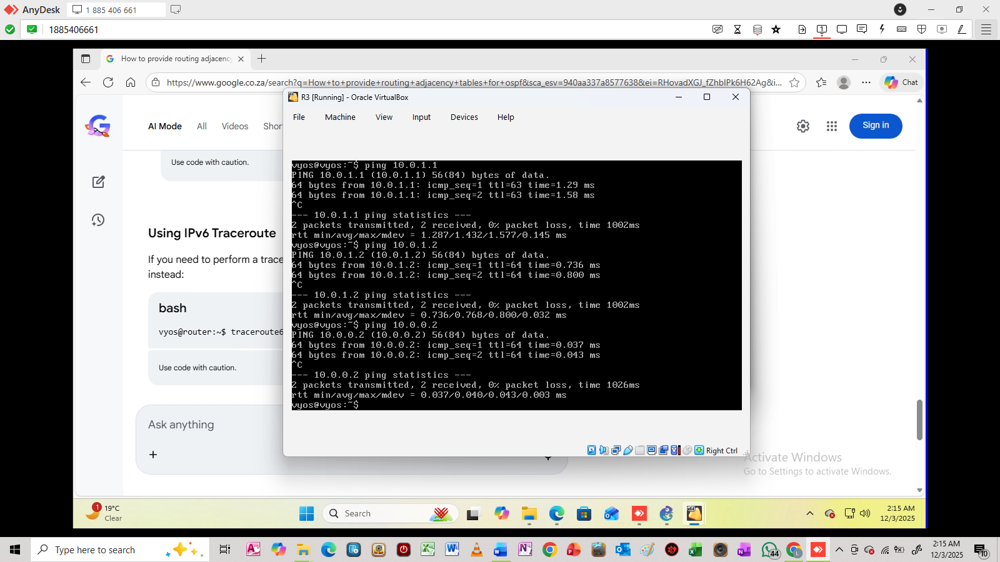 AnyDesk
1 885 406 661
1885406661
1
How to provide routing adjacency
https://www.google.co.za/search?q=How+to+provide+routing+adjacency+tables+for+ospf&sca_esv=940aa337a8577638&ei=RHovadXGJ_fZhbIPk6H62Ag&i...
Chat
R3 [Running] - Oracle VirtualBox
File Machine View Input Devices Help
AI Mode All Videos Shor
Sign in
Use code with caution.
Using IPv6 Traceroute
If you need to perform a trace
instead:
bash
vyos@router:~$ traceroute6
Use code with caution.
Ask anything
vyos@vyos:~$ ping 10.0.1.1
PING 10.0.1.1 (10.0.1.1) 56(84) bytes of data.
64 bytes from 10.0.1.1: icmp_seq=1 ttl=63 time=1.29 ms
64 bytes from 10.0.1.1: icmp_seq=2 ttl=63 time=1.58 ms
^C
--- 10.0.1.1 ping statistics ---
2 packets transmitted, 2 received, 0% packet loss, time 1002ms
rtt min/avg/max/mdev = 1.287/1.432/1.577/0.145 ms
vyos@vyos:~$ ping 10.0.1.2
PING 10.0.1.2 (10.0.1.2) 56(84) bytes of data.
64 bytes from 10.0.1.2: icmp_seq=1 ttl=64 time=0.736 ms
64 bytes from 10.0.1.2: icmp_seq=2 ttl=64 time=0.800 ms
^C
--- 10.0.1.2 ping statistics ---
2 packets transmitted, 2 received, 0% packet loss, time 1002ms
rtt min/avg/max/mdev = 0.736/0.768/0.800/0.032 ms
vyos@vyos:~$ ping 10.0.0.2
PING 10.0.0.2 (10.0.0.2) 56(84) bytes of data.
64 bytes from 10.0.0.2: icmp_seq=1 ttl=64 time=0.037 ms
64 bytes from 10.0.0.2: icmp_seq=2 ttl=64 time=0.043 ms
^C
--- 10.0.0.2 ping statistics ---
2 packets transmitted, 2 received, 0% packet loss, time 1026ms
rtt min/avg/max/mdev = 0.037/0.040/0.043/0.003 ms
vyos@vyos:~$
Right Ctrl
Activate Windows
Go to Settings to activate Windows.
1
19°C
Clear
Search
2:15 AM
12/3/2025
Type here to search
44
2:15 AM
12/3/2025
10